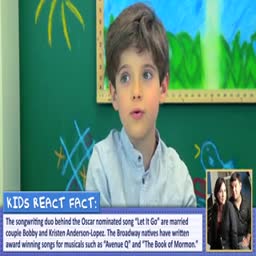 KIDS REACT FACT:
The songwriting duo behind the Oscar nominated song "Let It Go" are married
couple Bobby and Kristen Anderson-Lopez. The Broadway natives have written
award winning songs for musicals such as "Avenue Q" and "The Book of Mormon."